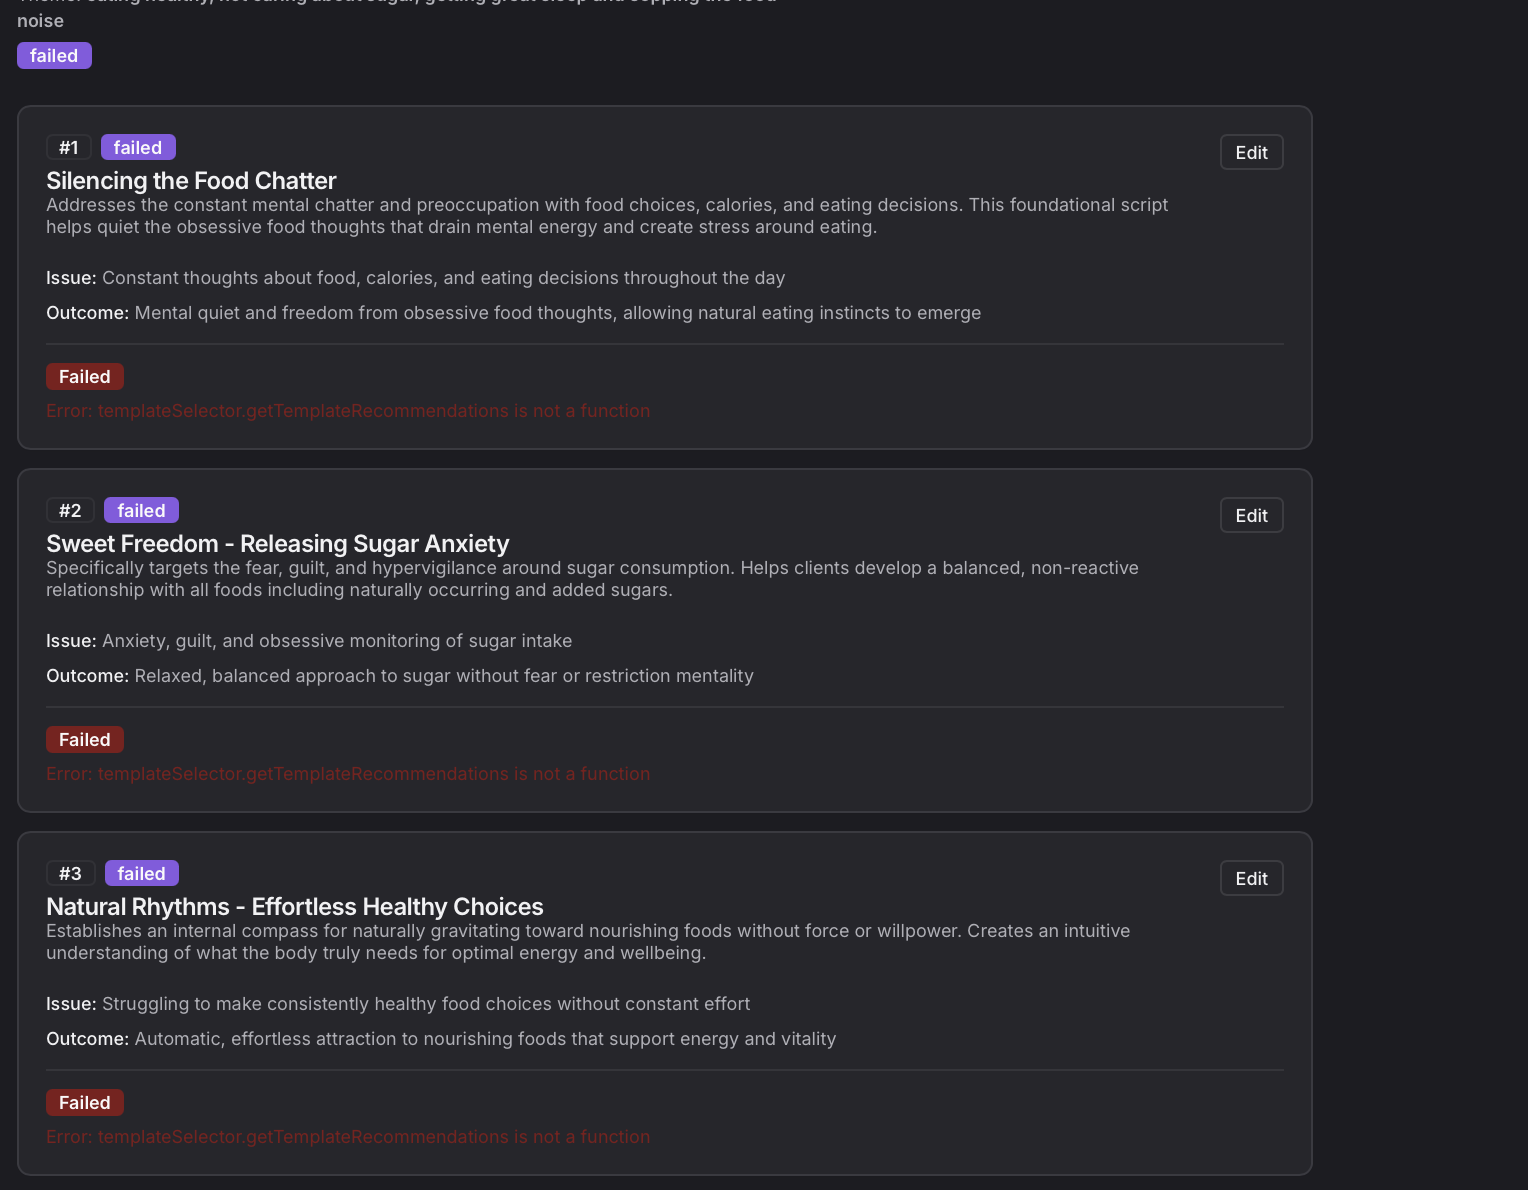 eating healthy, not caring about sugar, getting great sleep and
noise
failed
#1 failed
Edit
Silencing the Food Chatter
Addresses the constant mental chatter and preoccupation with food choices, calories, and eating decisions. This foundational script
helps quiet the obsessive food thoughts that drain mental energy and create stress around eating.
Issue: Constant thoughts about food, calories, and eating decisions throughout the day
Outcome: Mental quiet and freedom from obsessive food thoughts, allowing natural eating instincts to emerge
Failed
Error: templateSelector.getTemplateRecommendations is not a function
#2 failed
Edit
Sweet Freedom - Releasing Sugar Anxiety
Specifically targets the fear, guilt, and hypervigilance around sugar consumption. Helps clients develop a balanced, non-reactive
relationship with all foods including naturally occurring and added sugars.
Issue: Anxiety, guilt, and obsessive monitoring of sugar intake
Outcome: Relaxed, balanced approach to sugar without fear or restriction mentality
Failed
Error: templateSelector.getTemplateRecommendations is not a function
#3 failed
Edit
Natural Rhythms - Effortless Healthy Choices
Establishes an internal compass for naturally gravitating toward nourishing foods without force or willpower. Creates an intuitive
understanding of what the body truly needs for optimal energy and wellbeing.
Issue: Struggling to make consistently healthy food choices without constant effort
Outcome: Automatic, effortless attraction to nourishing foods that support energy and vitality
Failed
Error: templateSelector.getTemplateRecommendations is not a function